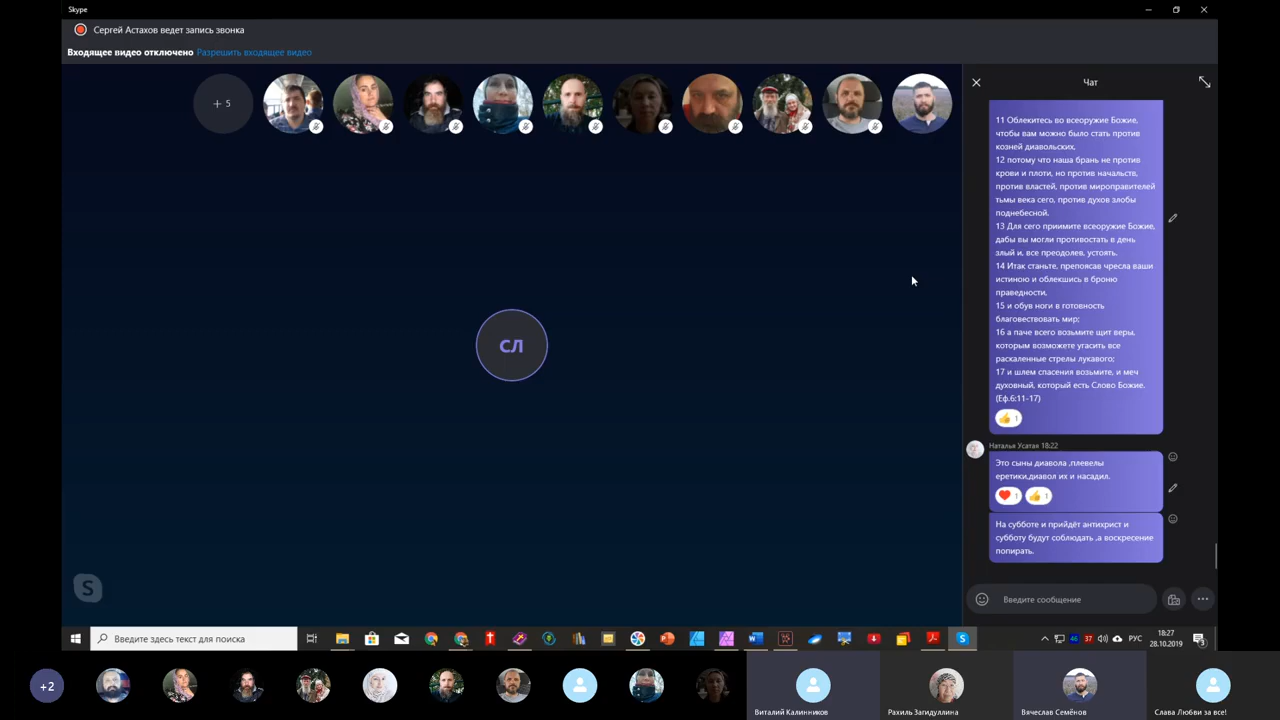 Skype
Сергей Астахов ведет запись звонка
Входящее видео отключено Разрешить входящее видео
+ 5
Чат
11 Облекитесь во всеоружие Божие,
чтобы вам можно было стать против
козней диавольских,
12 потому что наша брань не против
крови и плоти, но против начальств,
против властей, против мироправителей
тьмы века сего, против духов злобы
поднебесной.
13 Для сего приимите всеоружие Божие,
дабы вы могли противостать в день
злый и, все преодолев, устоять.
14 Итак станьте, препоясав чресла ваши
истиною и облекшись в броню
праведности,
15 и обув ноги в готовность
благовествовать мир;
16 а паче всего возьмите щит веры,
которым возможете угасить все
раскаленные стрелы лукавого;
17 и шлем спасения возьмите, и меч
духовный, который есть Слово Божие.
(Еф.6:11-17)
1
СЛ
Наталья Усатая 18:22
Это сыны диавола ,плевелы
еретики,диавол их и насадил.
1 1
На субботе и прийдёт антихрист и
субботу будут соблюдать ,а воскресение
попирать.
S
Введите сообщение
Введите здесь текст для поиска
46 37 РУС
18:27
28.10.2019
3
+2
Виталий Калинников
Рахиль Загидуллина
Вячеслав Семёнов
Слава Любви за все!